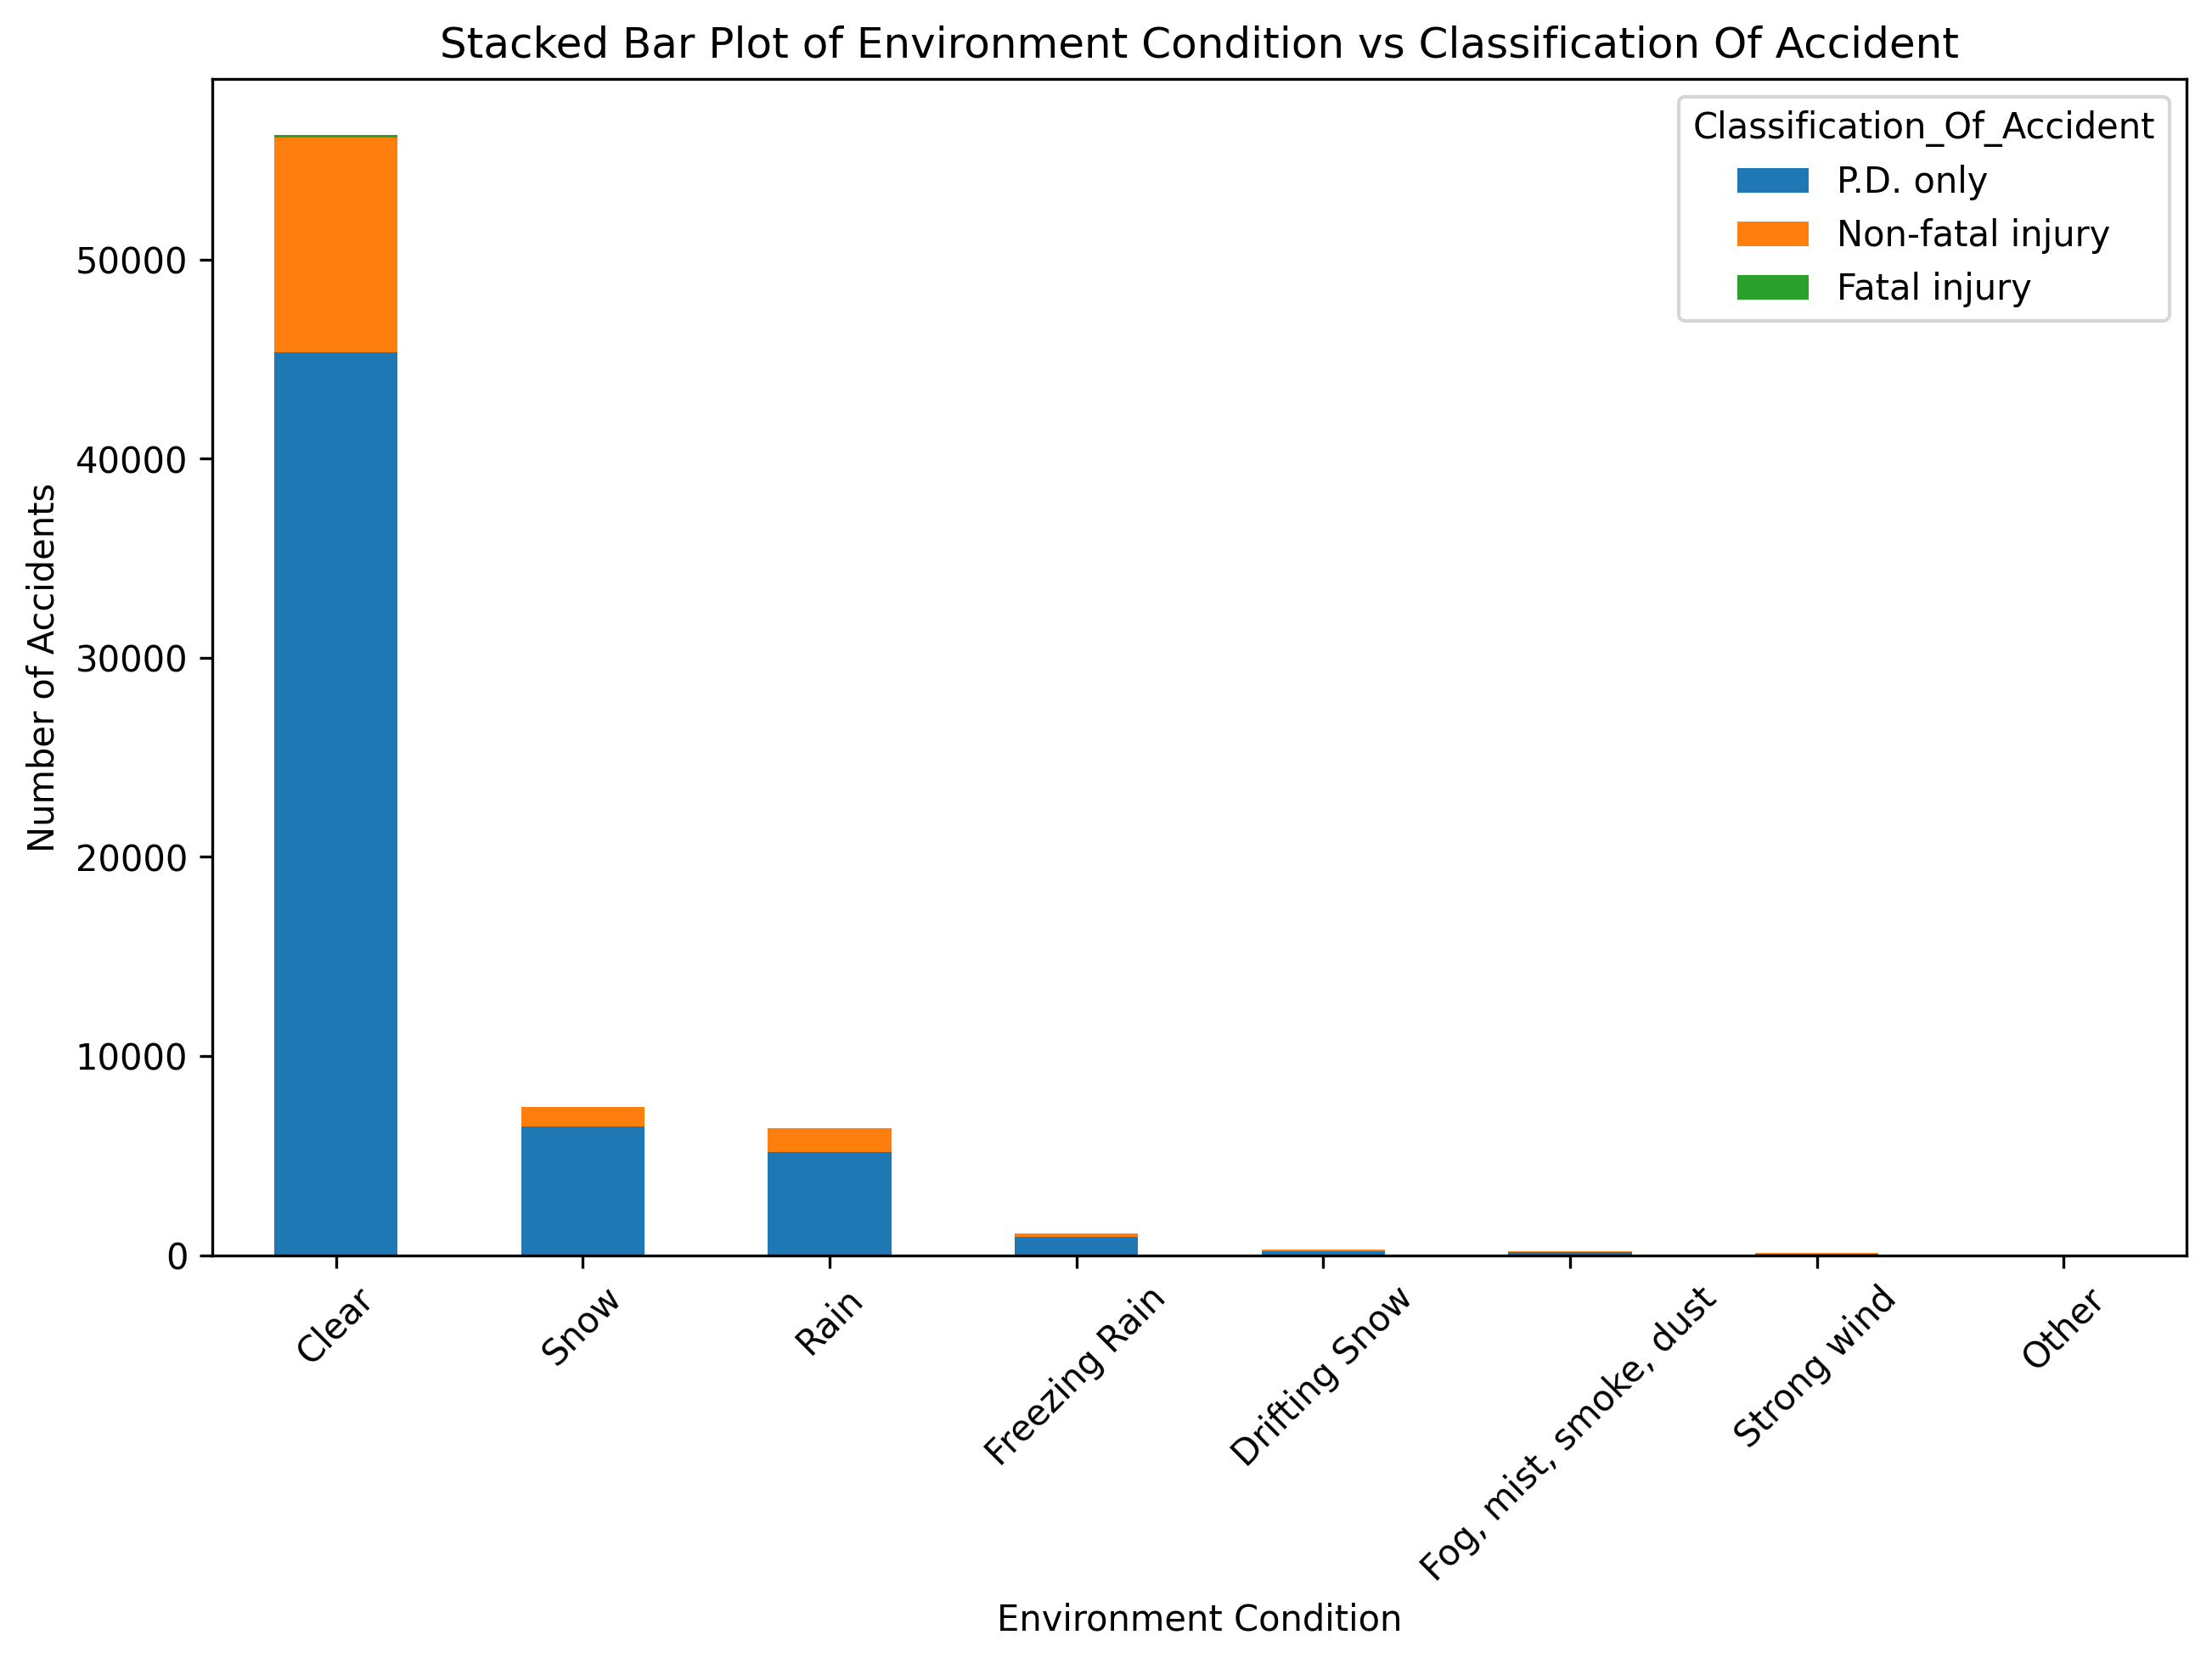 Stacked Bar Plot of Environment Condition vs Classification Of Accident
Classification_Of_Accident
P.D. only
Non-fatal injury
Fatal injury
Number of Accidents
50000
40000
30000
20000
10000
0
Clear
Snow
Rain
Freezing Rain
Drifting Snow
Fog, mist, smoke, dust
Strong wind
Other
Environment Condition